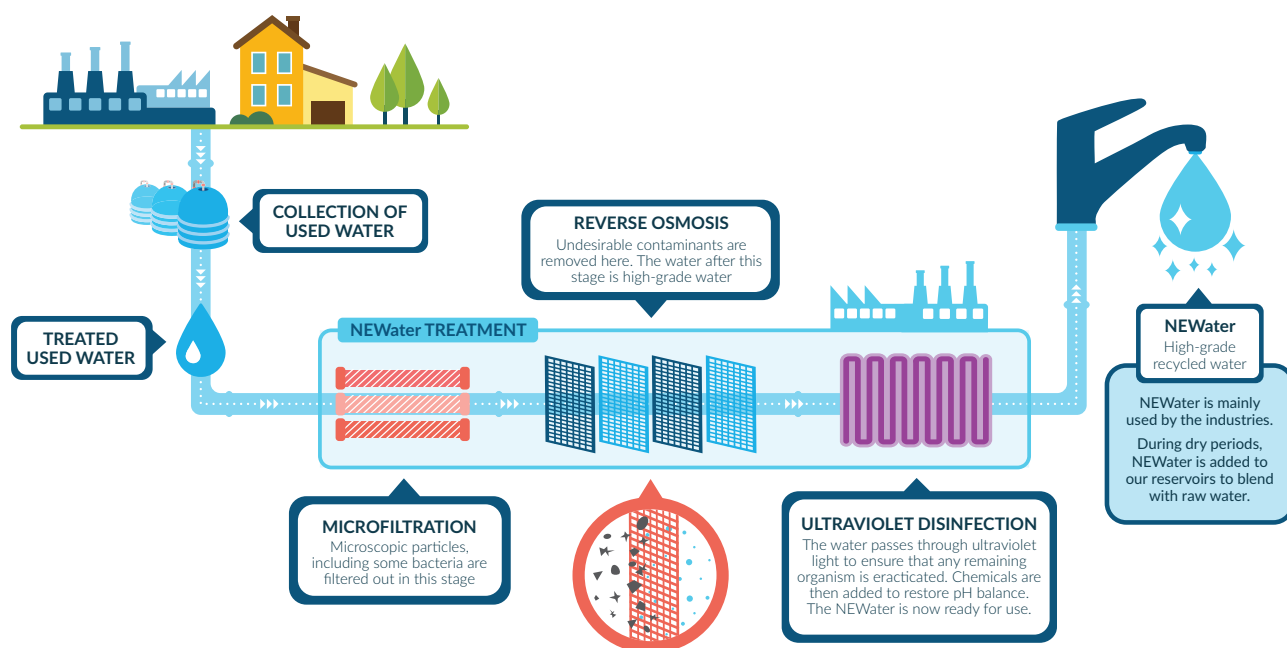 COLLECTION OF
USED WATER
TREATED
USED WATER
NEWater TREATMENT
REVERSE OSMOSIS
Undesirable contaminants are
removed here. The water after this
stage is high-grade water
MICROFILTRATION
Microscopic particles,
including some bacteria are
filtered out in this stage
ULTRAVIOLET DISINFECTION
The water passes through ultraviolet
light to ensure that any remaining
organism is eracticated. Chemicals are
then added to restore pH balance.
The NEWater is now ready for use.
NEWater
High-grade
recycled water
NEWater is mainly
used by the industries.
During dry periods,
NEWater is added to
our reservoirs to blend
with raw water.